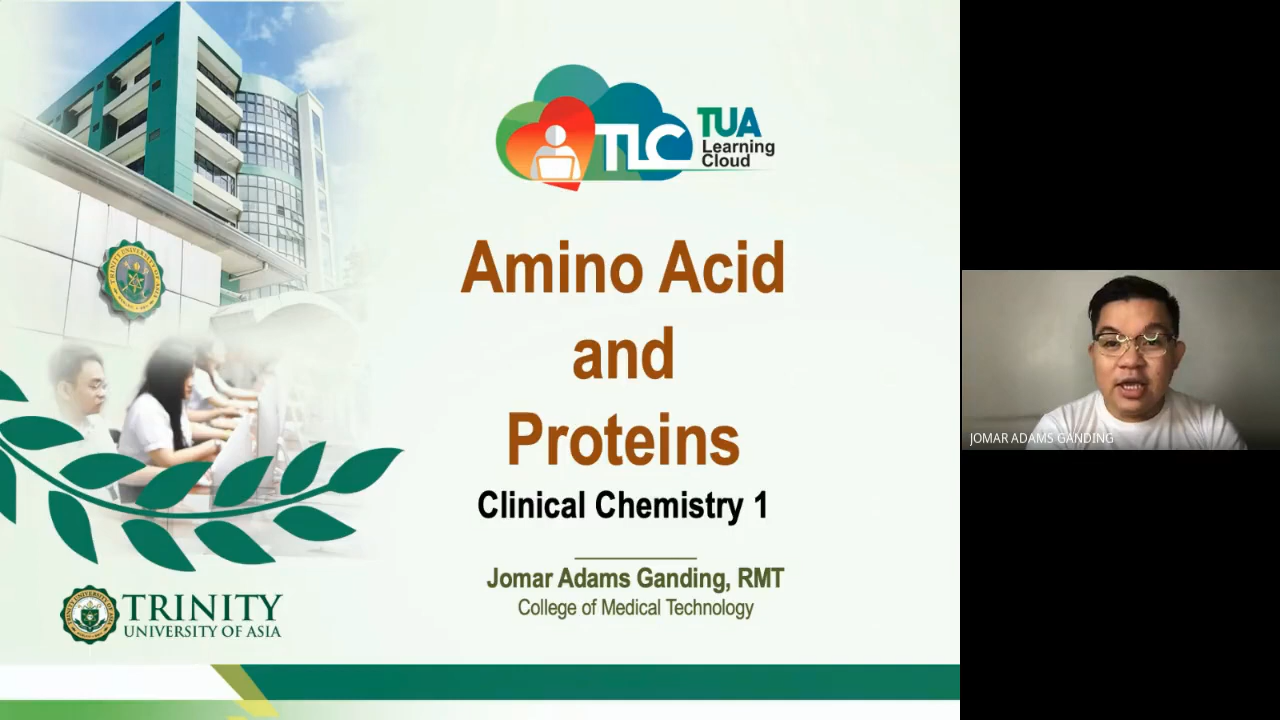 TLC
TUA
Learning
Cloud
Amino Acid
and
Proteins
Clinical Chemistry 1
Jomar Adams Ganding, RMT
College of Medical Technology
TRINITY
UNIVERSITY OF ASIA
JOMAR ADAMS GANDING